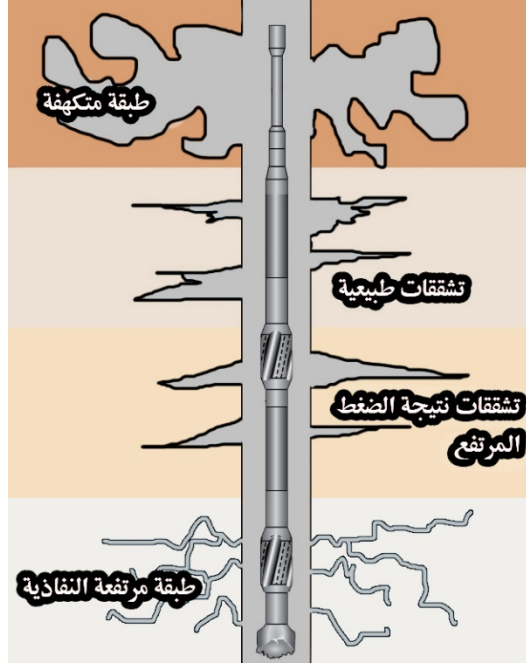 طبقة متكهفة
تشققات طبيعية
تشققات نتيجة الضغط
المرتفع
طبقة مرتفعة النفاذية